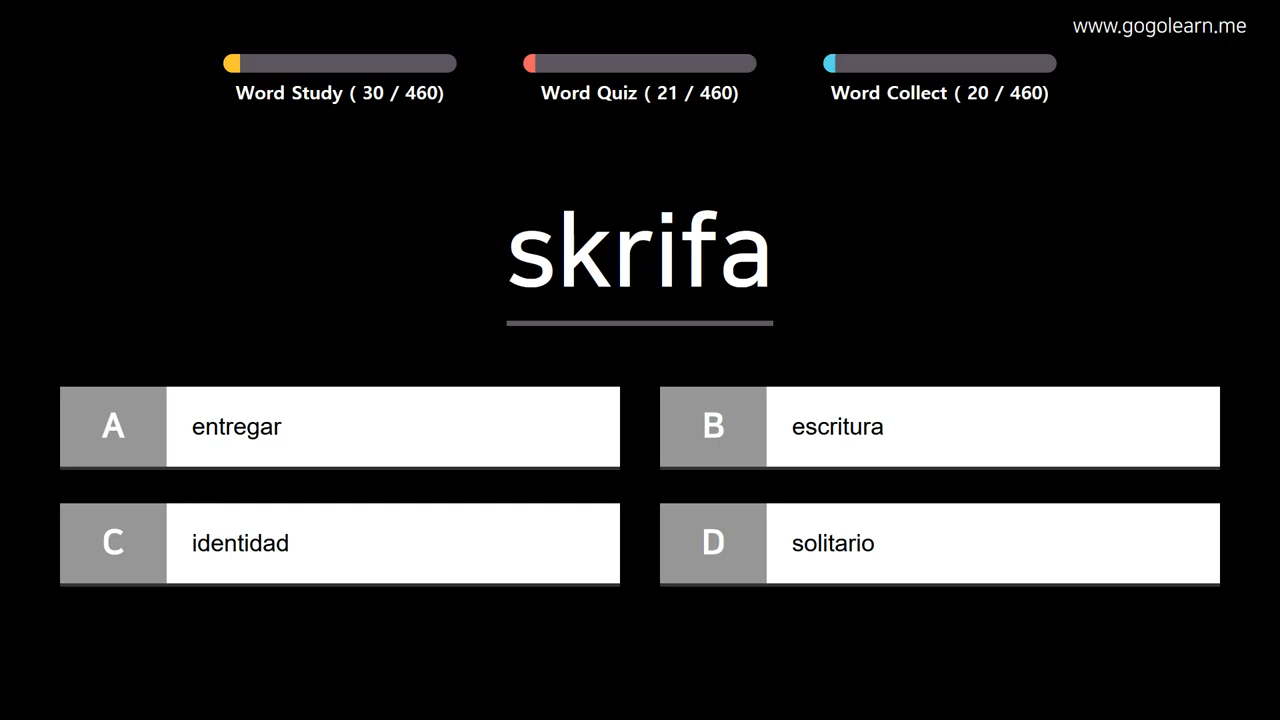 www.gogolearn.me
Word Study ( 30 / 460)
Word Quiz ( 21 / 460)
Word Collect ( 20 / 460)
skrifa
A entregar
B escritura
C identidad
D solitario